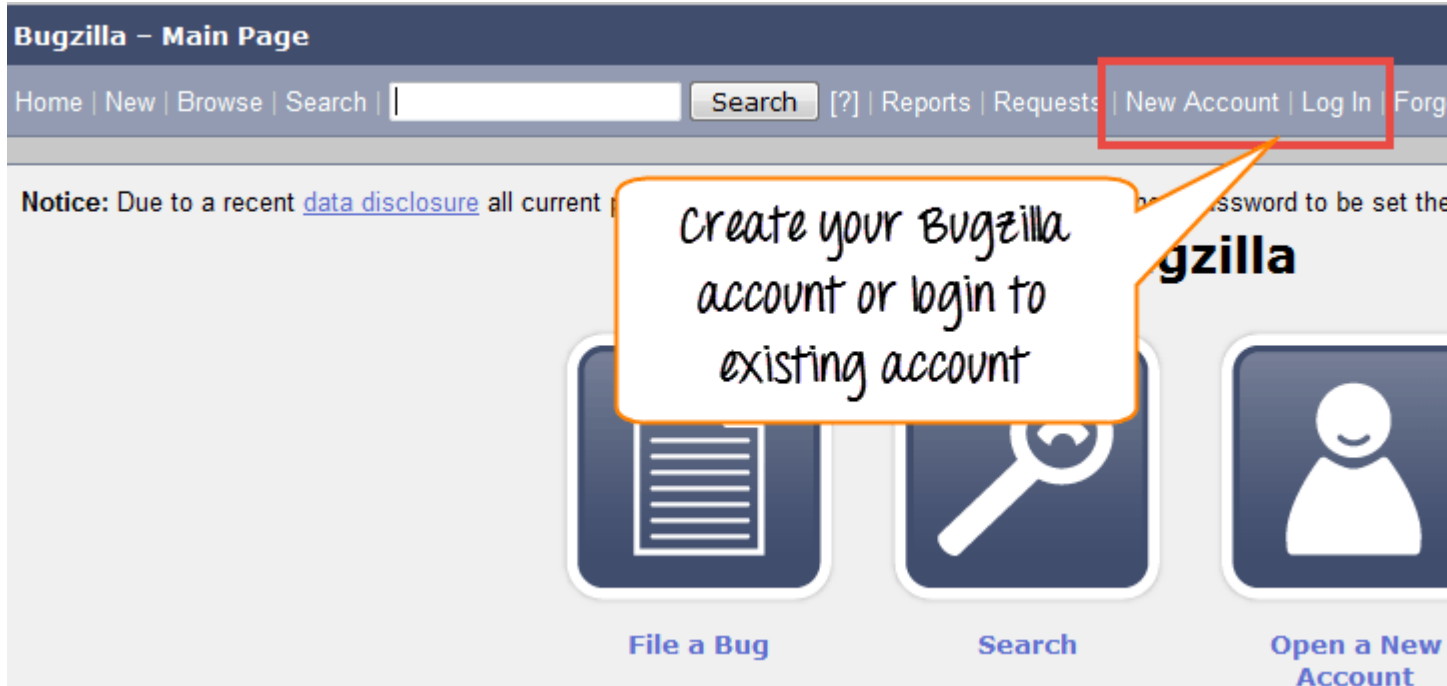 Bugzilla – Main Page
Home | New | Browse | Search | Search [?] | Reports | Requests | New Account | Log In | Forg
Notice: Due to a recent data disclosure all current password to be set the
gzilla
Create your Bugzilla
account or login to
existing account
File a Bug
Search
Open a New
Account